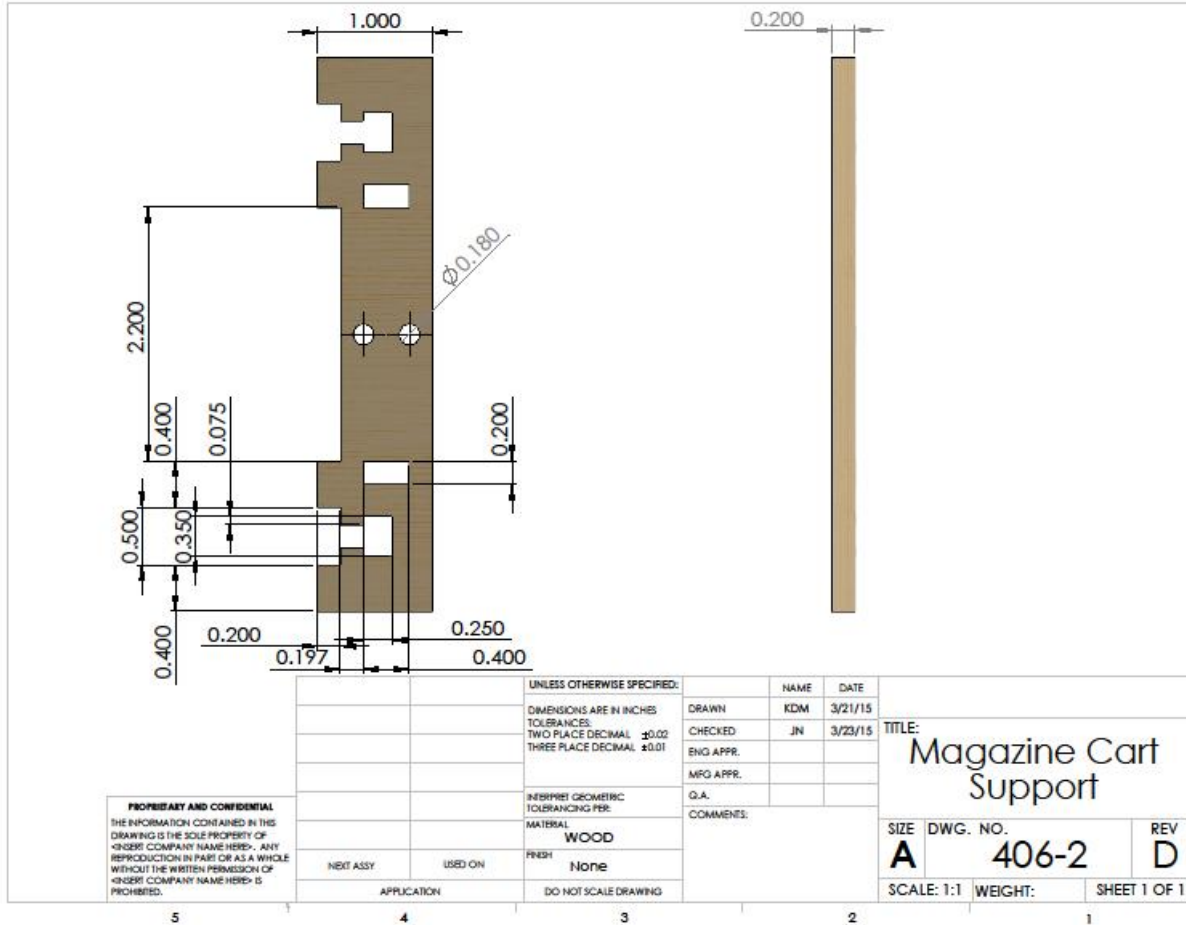 1.000
0.200
Ø0.180
2.200
0.400
0.075
0.200
0.500
0.350
0.400
0.200
0.250
0.197
0.400
UNLESS OTHERWISE SPECIFIED:
DIMENSIONS ARE IN INCHES
TOLERANCES:
TWO PLACE DECIMAL ±0.02
THREE PLACE DECIMAL ±0.01
INTERPRET GEOMETRIC
TOLERANCING PER:
MATERIAL
WOOD
FINISH
None
DO NOT SCALE DRAWING
NAME DATE
DRAWN KDM 3/21/15
CHECKED JN 3/23/15
ENG APPR.
MFG APPR.
Q.A.
COMMENTS:
TITLE:
Magazine Cart
Support
SIZE DWG. NO. REV
A 406-2 D
SCALE: 1:1 WEIGHT: SHEET 1 OF 1
PROPRIETARY AND CONFIDENTIAL
THE INFORMATION CONTAINED IN THIS
DRAWING IS THE SOLE PROPERTY OF
<INSERT COMPANY NAME HERE>. ANY
REPRODUCTION IN PART OR AS A WHOLE
WITHOUT THE WRITTEN PERMISSION OF
<INSERT COMPANY NAME HERE> IS
PROHIBITED.
NEXT ASSY USED ON
APPLICATION
5 4 3 2 1